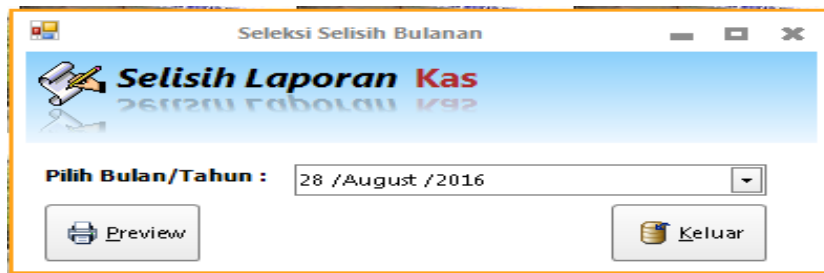 Seleksi Selisih Bulanan
Selisih Laporan Kas
Pilih Bulan/Tahun :
28 /August /2016
Preview
Keluar